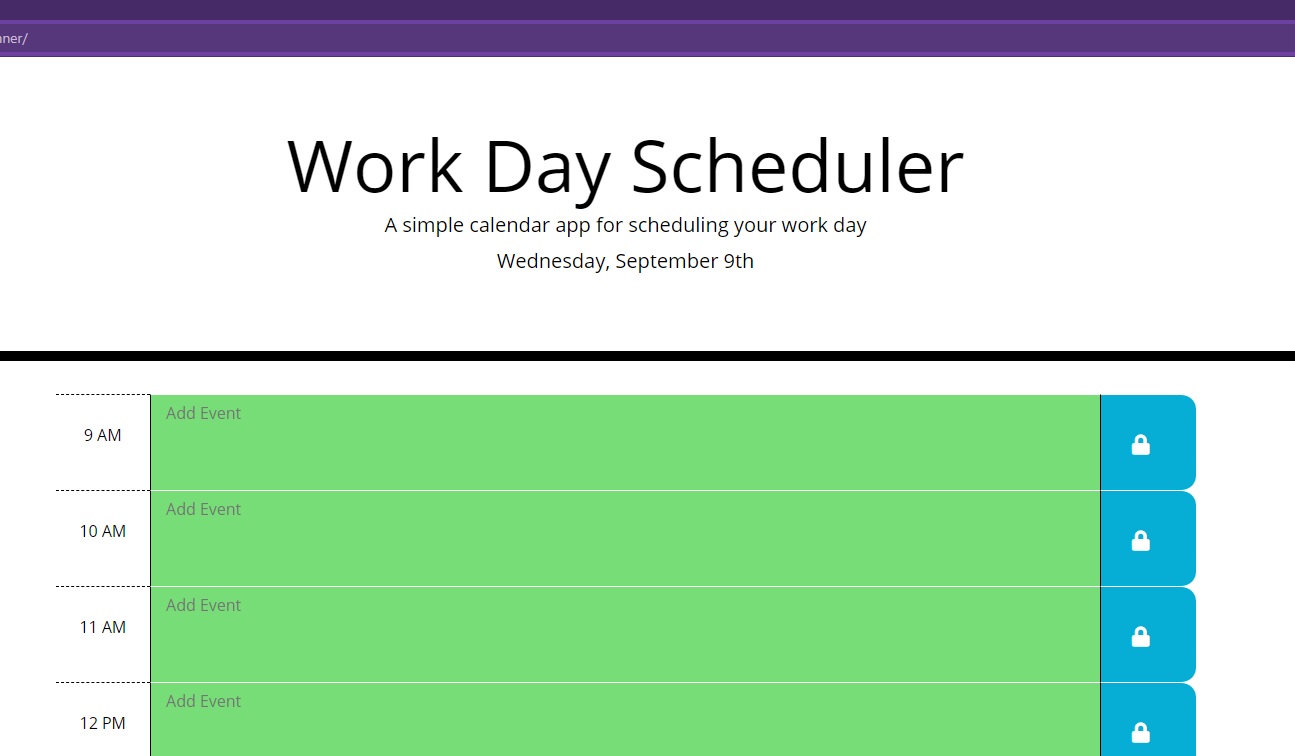 nner/
Work Day Scheduler
A simple calendar app for scheduling your work day
Wednesday, September 9th
9 AM
Add Event
10 AM
Add Event
11 AM
Add Event
12 PM
Add Event